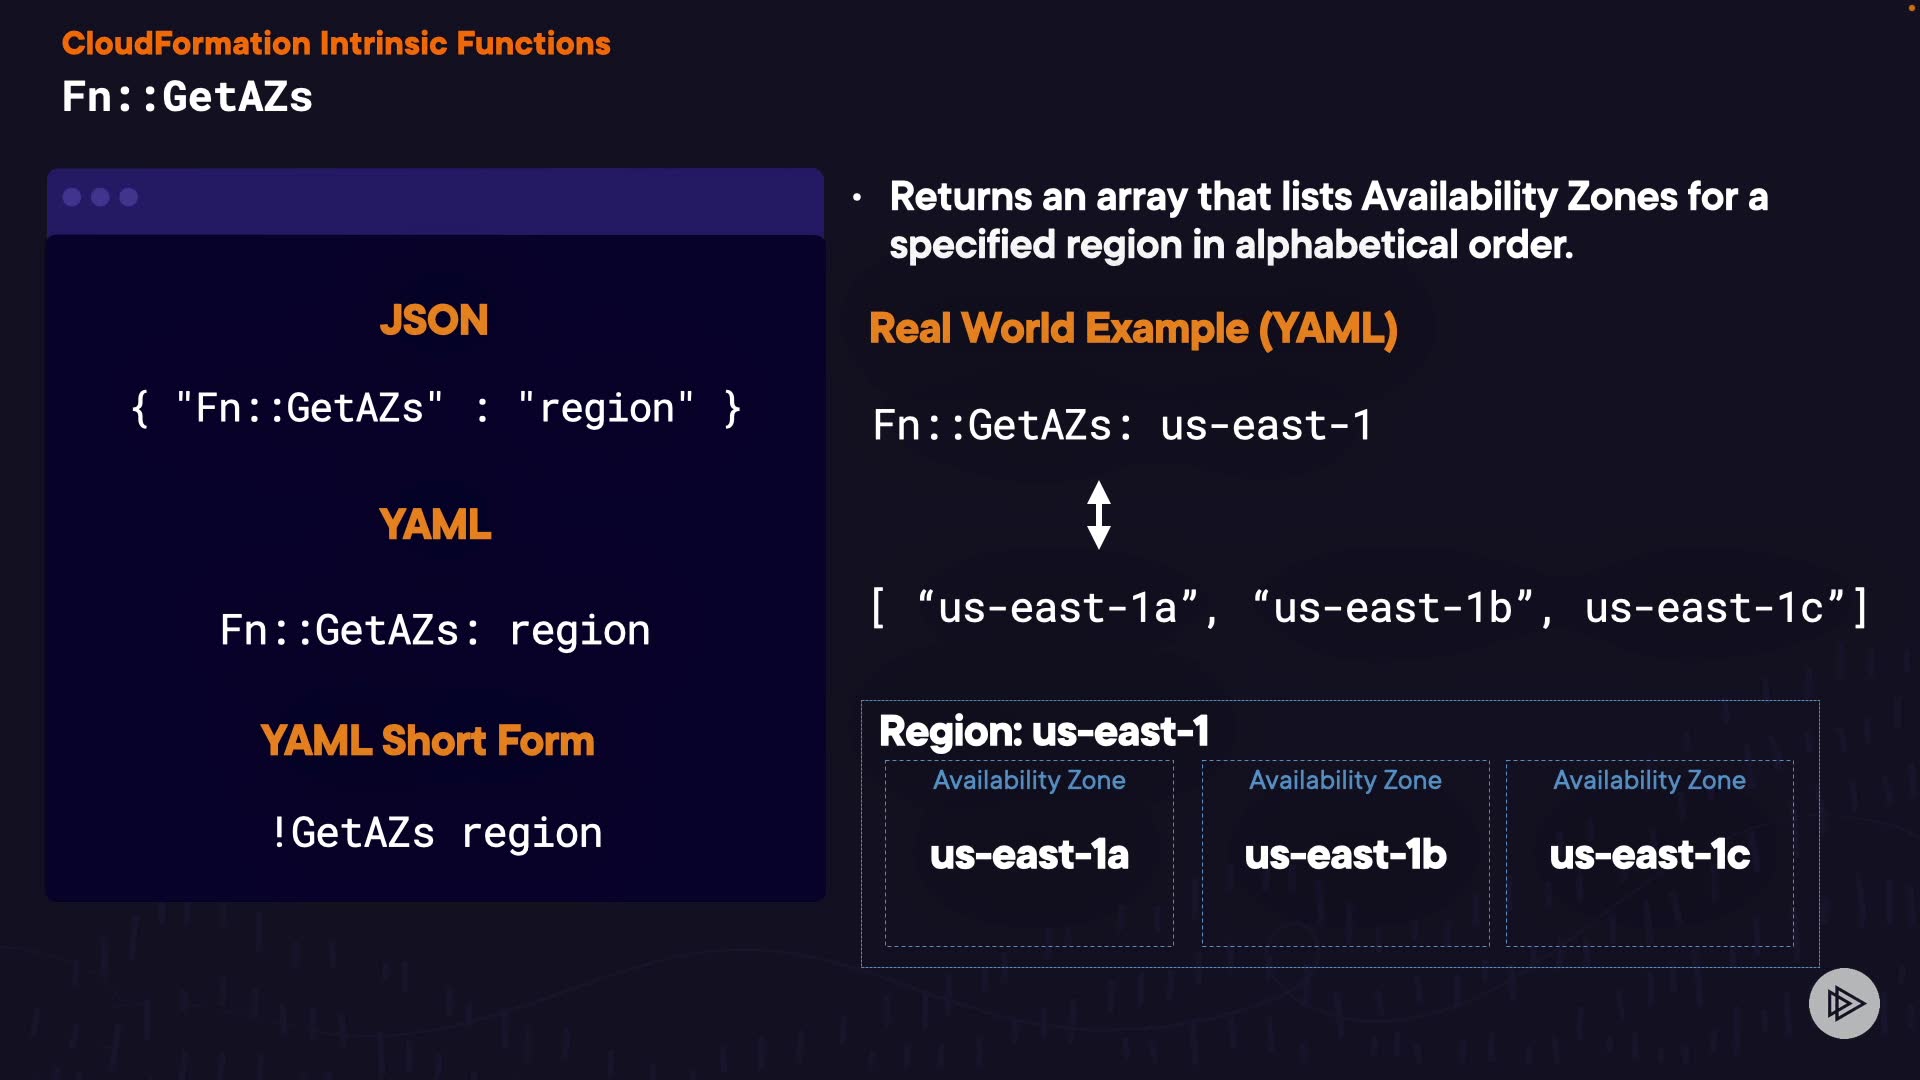 CloudFormation Intrinsic Functions
Fn::GetAZs
JSON
{ "Fn::GetAZs" : "region" }
YAML
Fn::GetAZs: region
YAML Short Form
!GetAZs region
• Returns an array that lists Availability Zones for a
specified region in alphabetical order.
Real World Example (YAML)
Fn::GetAZs: us-east-1
[ “us-east-1a”, “us-east-1b”, us-east-1c”]
Region: us-east-1
Availability Zone
us-east-1a
Availability Zone
us-east-1b
Availability Zone
us-east-1c